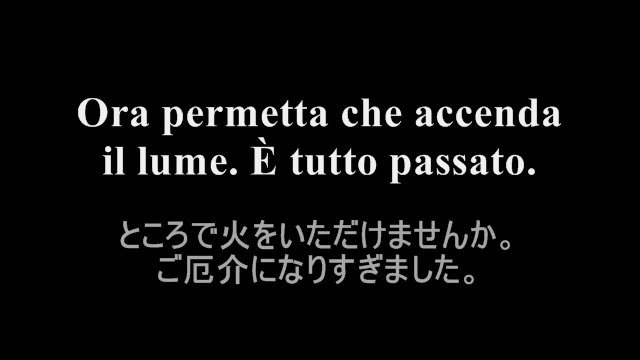 Ora permetta che accenda
il lume. È tutto passato.
ところで火をいただけませんか。
ご厄介になりすぎました。